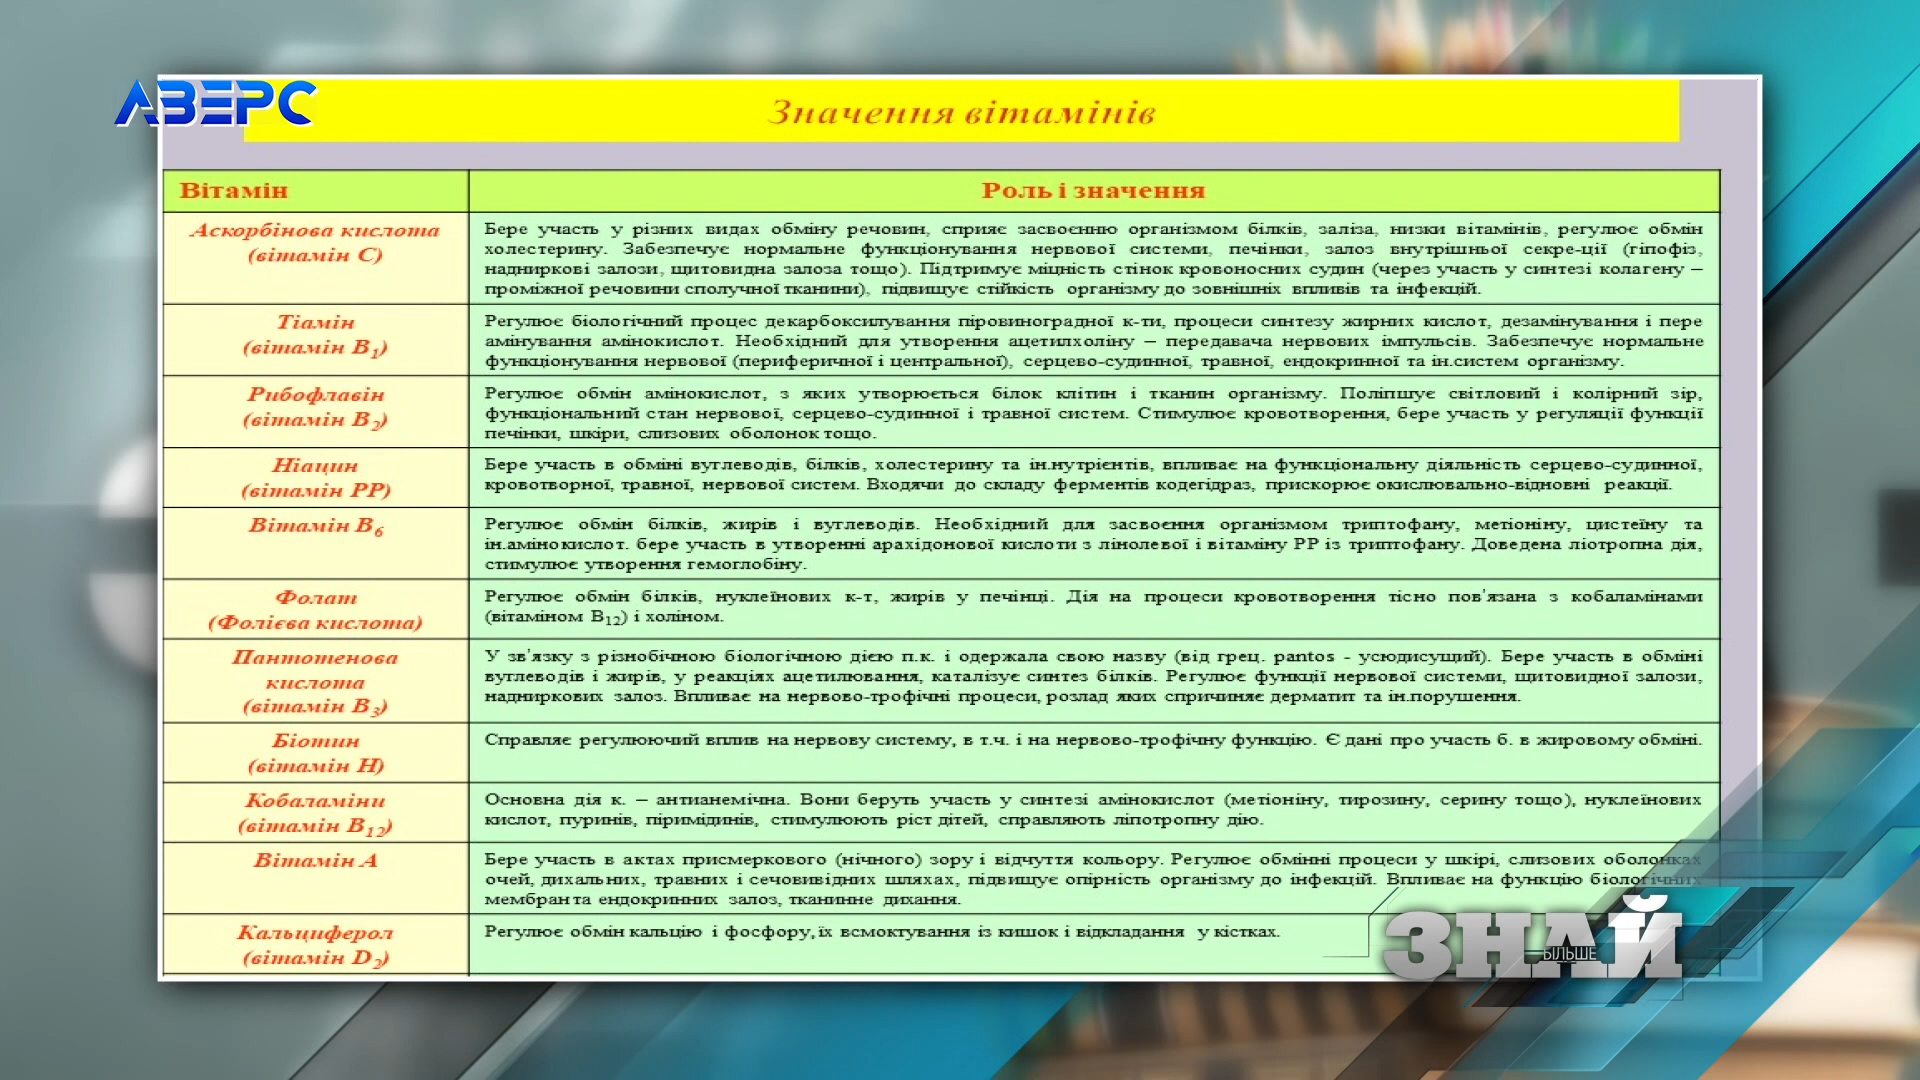 АВЕРС
Значення вітамінів
Вітамін
Роль і значення
Аскорбінова кислота
(вітамін С)
Бере участь у різних видах обміну речовин, сприяє засвоєнню організмом білків, заліза, низки вітамінів, регулює обмін
холестерину. Забезпечує нормальне функціонування нервової системи, печінки, залоз внутрішньої секре-ції (гіпофіз,
надниркові залози, щитовидна залоза тощо). Підтримує міцність стінок кровоносних судин (через участь у синтезі колагену –
проміжної речовини сполучної тканини), підвищує стійкість організму до зовнішніх впливів та інфекцій.
Тіамін
(вітамін В1)
Регулює біологічний процес декарбоксилування піровиноградної к-ти, процеси синтезу жирних кислот, дезамінування і пере
амінування амінокислот. Необхідний для утворення ацетилхоліну – передавача нервових імпульсів. Забезпечує нормальне
функціонування нервової (периферичної і центральної), серцево-судинної, травної, ендокринної та ін.систем організму.
Рибофлавін
(вітамін В2)
Регулює обмін амінокислот, з яких утворюється білок клітин і тканин організму. Поліпшує світловий і колірний зір,
функціональний стан нервової, серцево-судинної і травної систем. Стимулює кровотворення, бере участь у регуляції функції
печінки, шкіри, слизових оболонок тощо.
Ніацин
(вітамін РР)
Бере участь в обміні вуглеводів, білків, холестерину та ін.нутрієнтів, впливає на функціональну діяльність серцево-судинної,
кровотворної, травної, нервової систем. Входячи до складу ферментів кодегідраз, прискорює окислювально-відновні реакції.
Вітамін В6
Регулює обмін білків, жирів і вуглеводів. Необхідний для засвоєння організмом триптофану, метіоніну, цистеїну та
ін.амінокислот. бере участь в утворенні арахідонової кислоти з лінолевої і вітаміну РР із триптофану. Доведена ліотропна дія,
стимулює утворення гемоглобіну.
Фолат
(Фолієва кислота)
Регулює обмін білків, нуклеїнових к-т, жирів у печінці. Дія на процеси кровотворення тісно пов'язана з кобаламінами
(вітаміном В12) і холіном.
Пантотенова
кислота
(вітамін В3)
У зв'язку з різнобічною біологічною дією п.к. і одержала свою назву (від грец. pantos - усюдисущий). Бере участь в обміні
вуглеводів і жирів, у реакціях ацетилювання, каталізує синтез білків. Регулює функції нервової системи, щитовидної залози,
надниркових залоз. Впливає на нервово-трофічні процеси, розлад яких спричиняє дерматит та ін.порушення.
Біотин
(вітамін Н)
Справляє регулюючий вплив на нервову систему, в т.ч. і на нервово-трофічну функцію. Є дані про участь б. в жировому обміні.
Кобаламіни
(вітамін В12)
Основна дія к. – антианемічна. Вони беруть участь у синтезі амінокислот (метіоніну, тирозину, серину тощо), нуклеїнових
кислот, пуринів, піримідинів, стимулюють ріст дітей, справляють ліпотропну дію.
Вітамін А
Бере участь в актах присмеркового (нічного) зору і відчуття кольору. Регулює обмінні процеси у шкірі, слизових оболонках
очей, дихальних, травних і сечовивідних шляхах, підвищує опірність організму до інфекцій. Впливає на функцію біологічних
мембран та ендокринних залоз, тканинне дихання.
Кальциферол
(вітамін D2)
Регулює обмін кальцію і фосфору, їх всмоктування із кишок і відкладання у кістках.
ЗНАЙ
БІЛЬШЕ